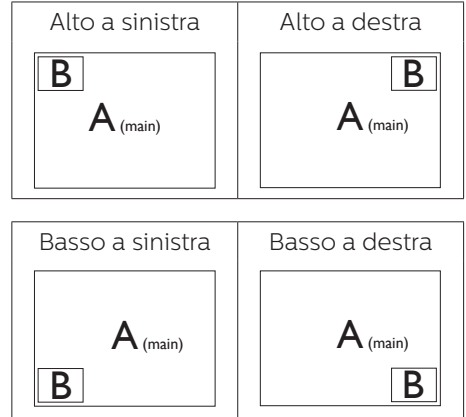 Alto a sinistra
Alto a destra
B
A (main)
B
A (main)
Basso a sinistra
Basso a destra
A (main)
B
A (main)
B